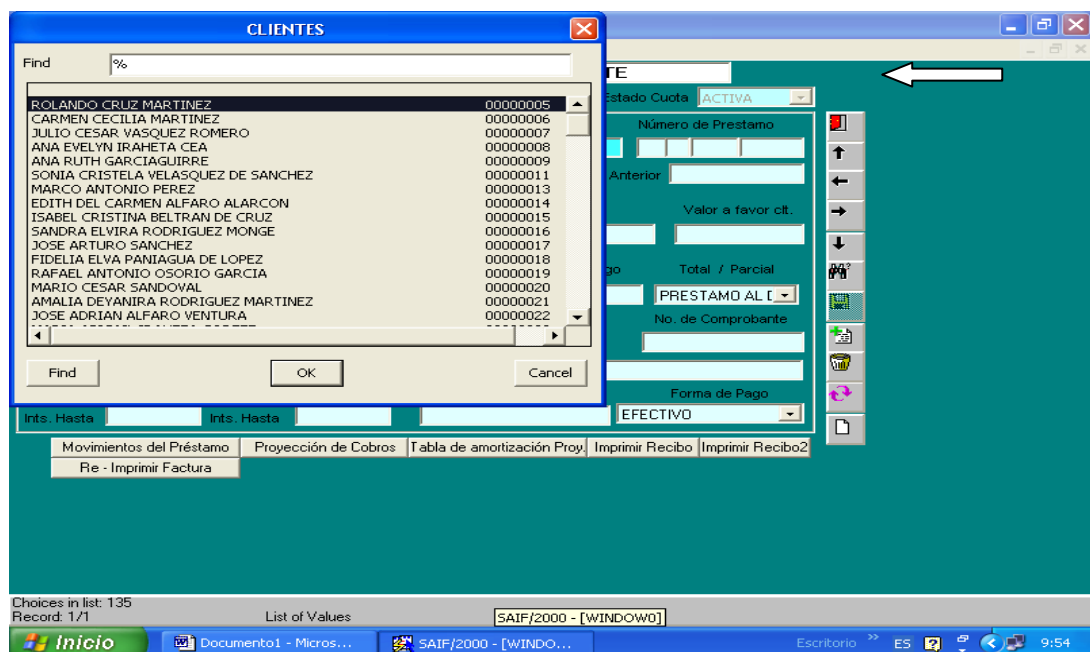 CLIENTES
Find %
ROLANDO CRUZ MARTINEZ 00000005
CARMEN CECILIA MARTINEZ 00000006
JULIO CESAR VASQUEZ ROMERO 00000007
ANA EVELYN IRAHETA CEA 00000008
ANA RUTH GARCIAGUIRRE 00000009
SONIA CRISTELA VELASQUEZ DE SANCHEZ 00000011
MARCO ANTONIO PEREZ 00000013
EDITH DEL CARMEN ALFARO ALARCON 00000014
ISABEL CRISTINA BELTRAN DE CRUZ 00000015
SANDRA ELVIRA RODRIGUEZ MONGE 00000016
JOSE ARTURO SANCHEZ 00000017
FIDELIA ELVA PANIAGUA DE LOPEZ 00000018
RAFAEL ANTONIO OSORIO GARCIA 00000019
MARIO CESAR SANDOVAL 00000020
AMALIA DEYANIRA RODRIGUEZ MARTINEZ 00000021
JOSE ADRIAN ALFARO VENTURA 00000022
Find OK Cancel
TE
Estado Cuota ACTIVA
Número de Prestamo
Anterior
Valor a favor clt.
go Total / Parcial
PRESTAMO AL D
No. de Comprobante
Forma de Pago
Ints. Hasta Ints. Hasta EFECTIVO
Movimientos del Préstamo Proyección de Cobros Tabla de amortización Proy. Imprimir Recibo Imprimir Recibo2
Re - Imprimir Factura
Choices in list: 135
Record: 1/1 List of Values SAIF/2000 - [WINDOW0]
Inicio Documento1 - Micros... SAIF/2000 - [WINDO... Escritorio » ES 9:54